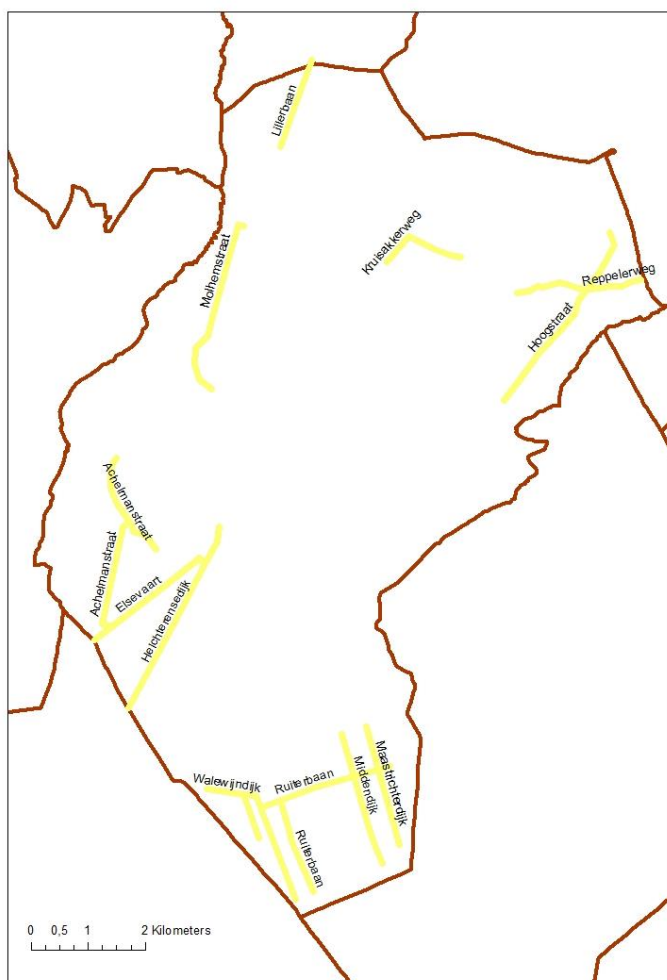 Lillerbaan
Kruisakkerweg
Molhemstraat
Reppelerweg
Hoogstraat
Achelmanstraat
Achelmanstraat
Elsevaart
Heichterensedijk
Walewijndijk
Ruiterbaan
Middendijk
Maastrichterdijk
Ruiterbaan
0 0,5 1 2 Kilometers